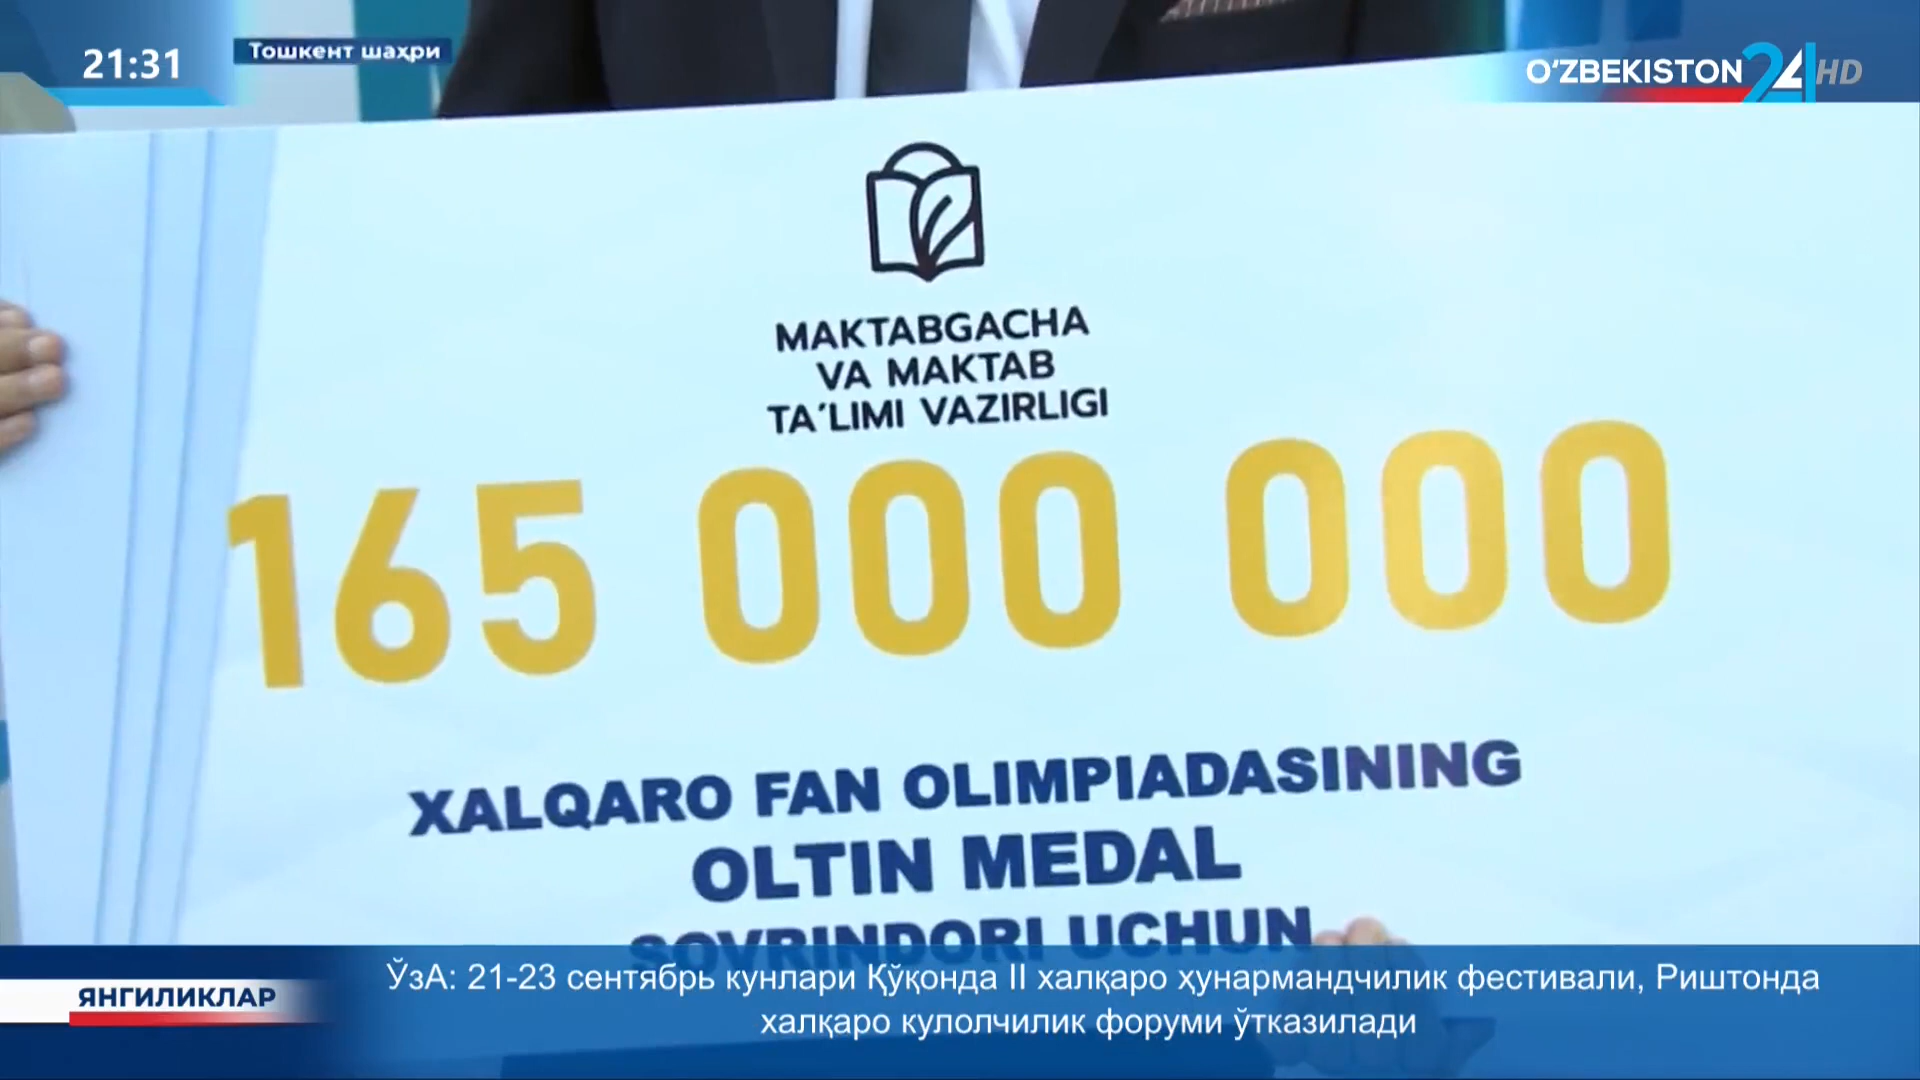 21:31
Тошкент шаҳри
O‘ZBEKISTON 24 HD
MAKTABGACHA
VA MAKTAB
TA’LIMI VAZIRLIGI
165 000 000
XALQARO FAN OLIMPIADASINING
OLTIN MEDAL
SOVRINDORI UCHUN
ЯНГИЛИКЛАР
ЎзА: 21-23 сентябрь кунлари Қўқонда II халқаро ҳунармандчилик фестивали, Риштонда
халқаро кулолчилик форуми ўтказилади